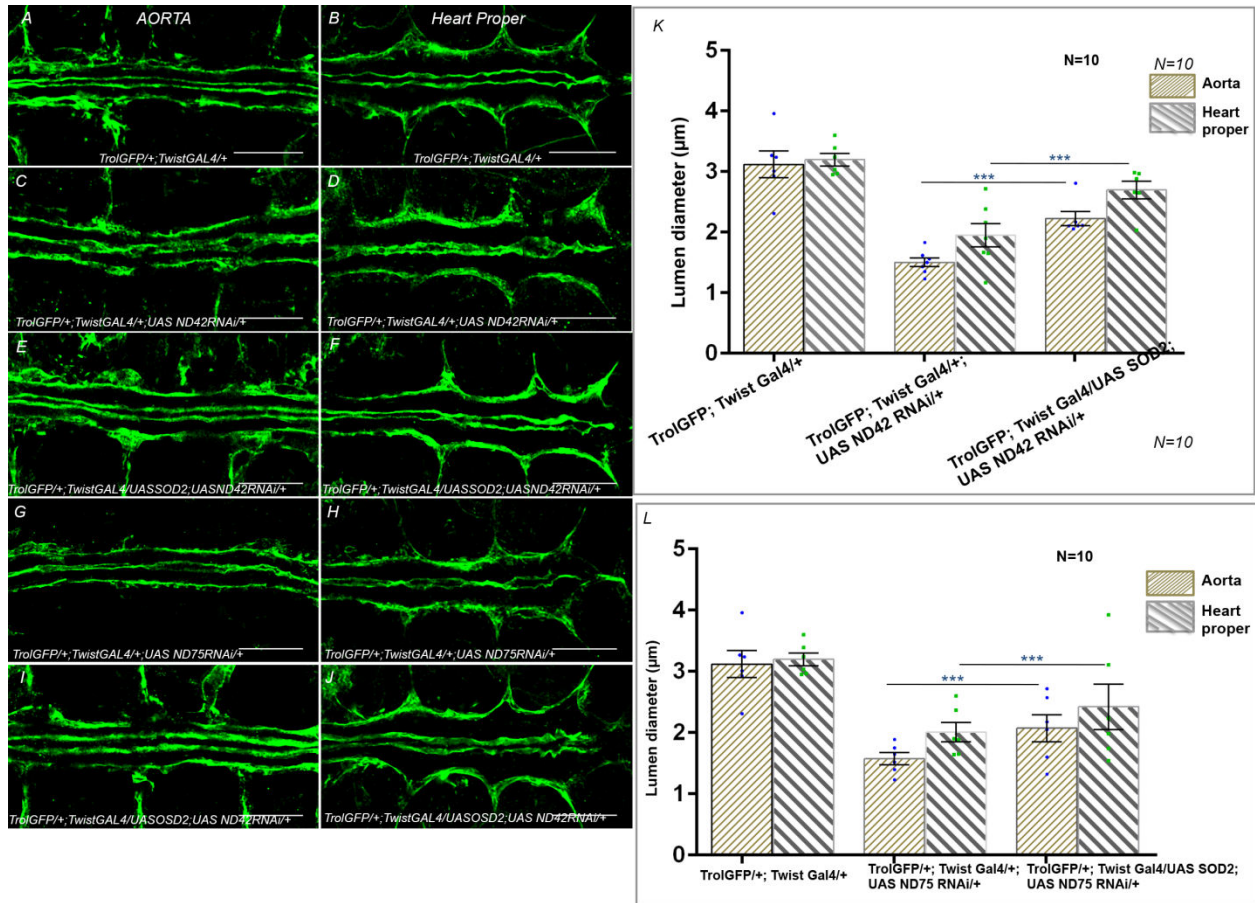 A
AORTA
B
Heart Proper
TrolGFP/+;TwistGAL4/+
TrolGFP/+;TwistGAL4/+
C
D
TrolGFP/+;TwistGAL4/+;UAS ND42RNAi/+
TrolGFP/+;TwistGAL4/+;UAS ND42RNAi/+
E
F
TrolGFP/+;TwistGAL4/UASSOD2;UASND42RNAi/+
TrolGFP/+;TwistGAL4/UASSOD2;UASND42RNAi/+
G
H
TrolGFP/+;TwistGAL4/+;UAS ND75RNAi/+
TrolGFP/+;TwistGAL4/+;UAS ND75RNAi/+
I
J
TrolGFP/+;TwistGAL4/UASOSD2;UAS ND42RNAi/+
TrolGFP/+;TwistGAL4/UASOSD2;UAS ND42RNAi/+
K
N=10
N=10
Aorta
Heart
proper
Lumen diameter (µm)
5
4
3
2
1
0
***
***
TrolGFP; Twist Gal4/+
TrolGFP; Twist Gal4/+;
UAS ND42 RNAi/+
TrolGFP; Twist Gal4/UAS SOD2;
UAS ND42 RNAi/+
N=10
L
N=10
Aorta
Heart
proper
Lumen diameter (µm)
5
4
3
2
1
0
***
***
TrolGFP/+; Twist Gal4/+
TrolGFP/+; Twist Gal4/+;
UAS ND75 RNAi/+
TrolGFP/+; Twist Gal4/UAS SOD2;
UAS ND75 RNAi/+